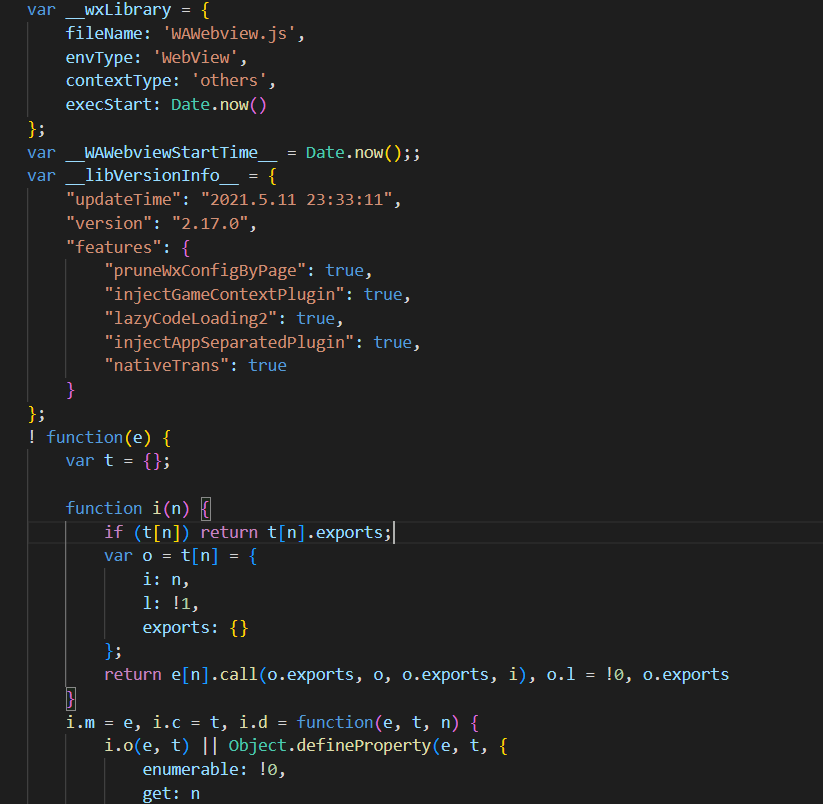 var __wxLibrary = {
    fileName: 'WAWebview.js',
    envType: 'WebView',
    contextType: 'others',
    execStart: Date.now()
};
var __WAWebviewStartTime__ = Date.now();;
var __libVersionInfo__ = {
    "updateTime": "2021.5.11 23:33:11",
    "version": "2.17.0",
    "features": {
        "pruneWxConfigByPage": true,
        "injectGameContextPlugin": true,
        "lazyCodeLoading2": true,
        "injectAppSeparatedPlugin": true,
        "nativeTrans": true
    }
};
! function(e) {
    var t = {};

    function i(n) {
        if (t[n]) return t[n].exports;
        var o = t[n] = {
            i: n,
            l: !1,
            exports: {}
        };
        return e[n].call(o.exports, o, o.exports, i), o.l = !0, o.exports
    }
    i.m = e, i.c = t, i.d = function(e, t, n) {
        i.o(e, t) || Object.defineProperty(e, t, {
            enumerable: !0,
            get: n